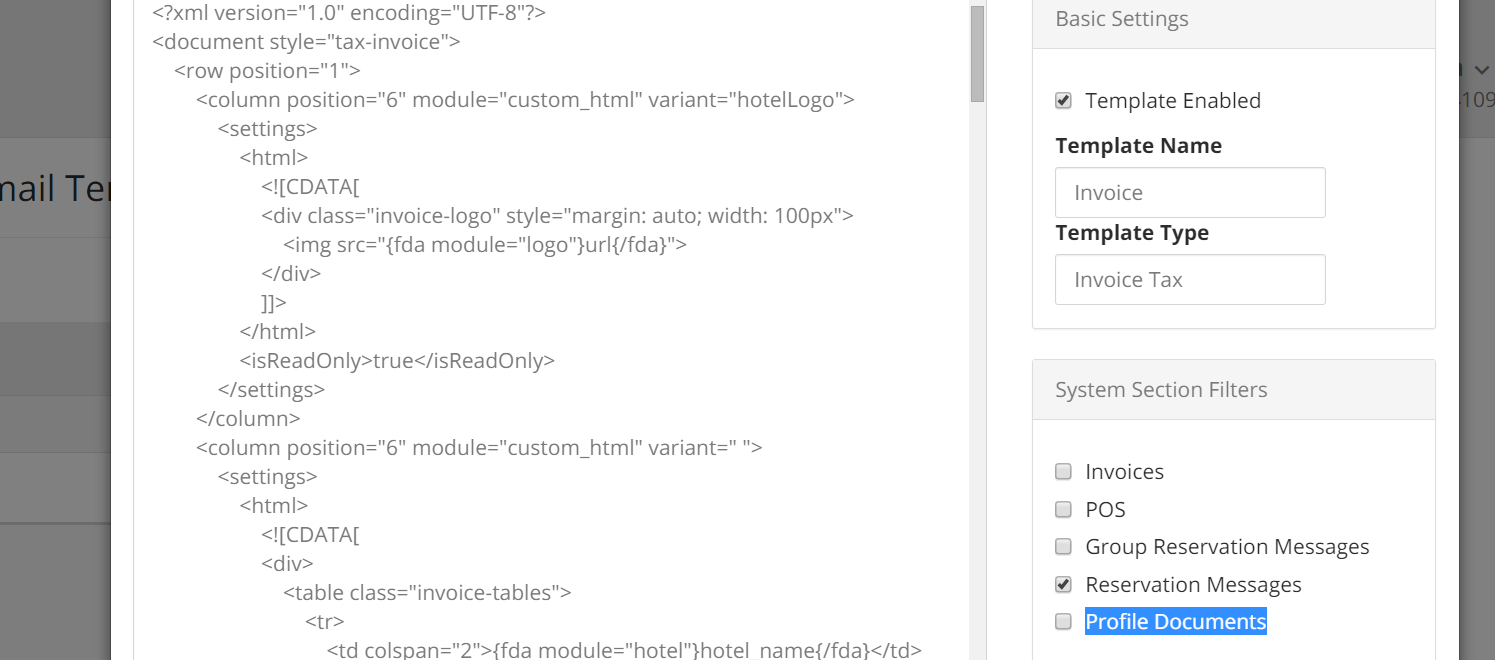 <?xml version="1.0" encoding="UTF-8"?>
<document style="tax-invoice">
<row position="1">
<column position="6" module="custom_html" variant="hotelLogo">
<settings>
<html>
<![CDATA[
<div class="invoice-logo" style="margin: auto; width: 100px">
<img src="{fda module="logo"}url{/fda}">
</div>
]]>
</html>
<isReadOnly>true</isReadOnly>
</settings>
</column>
<column position="6" module="custom_html" variant=" ">
<settings>
<html>
<![CDATA[
<div>
<table class="invoice-tables">
<tr>
<td colspan="2">{fda module="hotel"}hotel_name{/fda}</td>
Basic Settings
Template Enabled
Template Name
Invoice
Template Type
Invoice Tax
System Section Filters
Invoices
POS
Group Reservation Messages
Reservation Messages
Profile Documents
mail Te
109